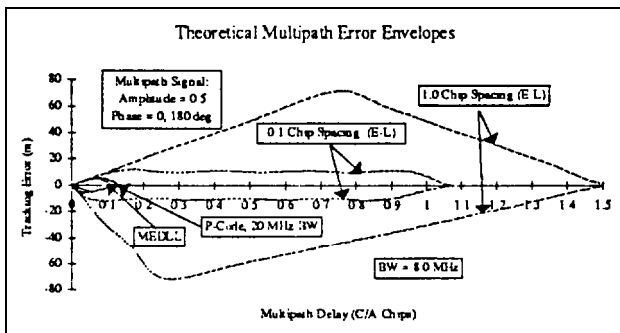 Theoretical Multipath Error Envelopes
80
60
40
20
0
-20
-40
-60
-80
Tracking Error (m)
Multipath Signal:
Amplitude = 0.5
Phase = 0, 180 deg
1.0 Chip Spacing (E-L)
0.1 Chip Spacing (E-L)
0 0.1 0.2 0.3 0.4 0.5 0.6 0.7 0.8 0.9 1 1.1 1.2 1.3 1.4 1.5
P-Code, 20 MHz BW
MEDLL
BW = 8.0 MHz
Multipath Delay (C/A Chips)